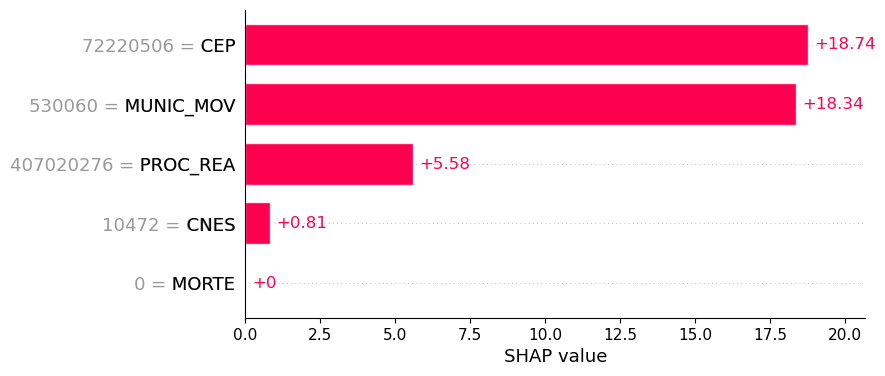 72220506 = CEP
+18.74
530060 = MUNIC_MOV
+18.34
407020276 = PROC_REA
+5.58
10472 = CNES
+0.81
0 = MORTE
+0
0.0 2.5 5.0 7.5 10.0 12.5 15.0 17.5 20.0
SHAP value